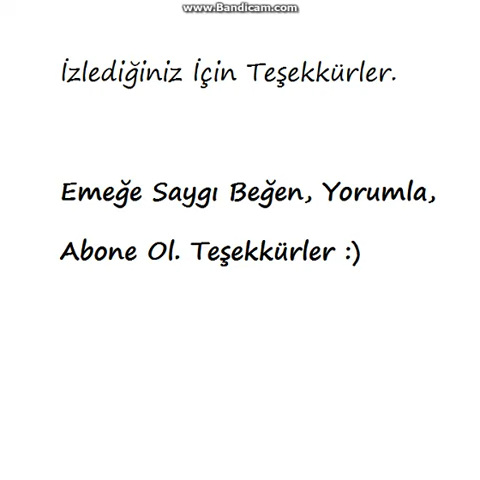 www.Bandicam.com
İzlediğiniz İçin Teşekkürler.
Emeğe Saygı Beğen, Yorumla,
Abone Ol. Teşekkürler :)